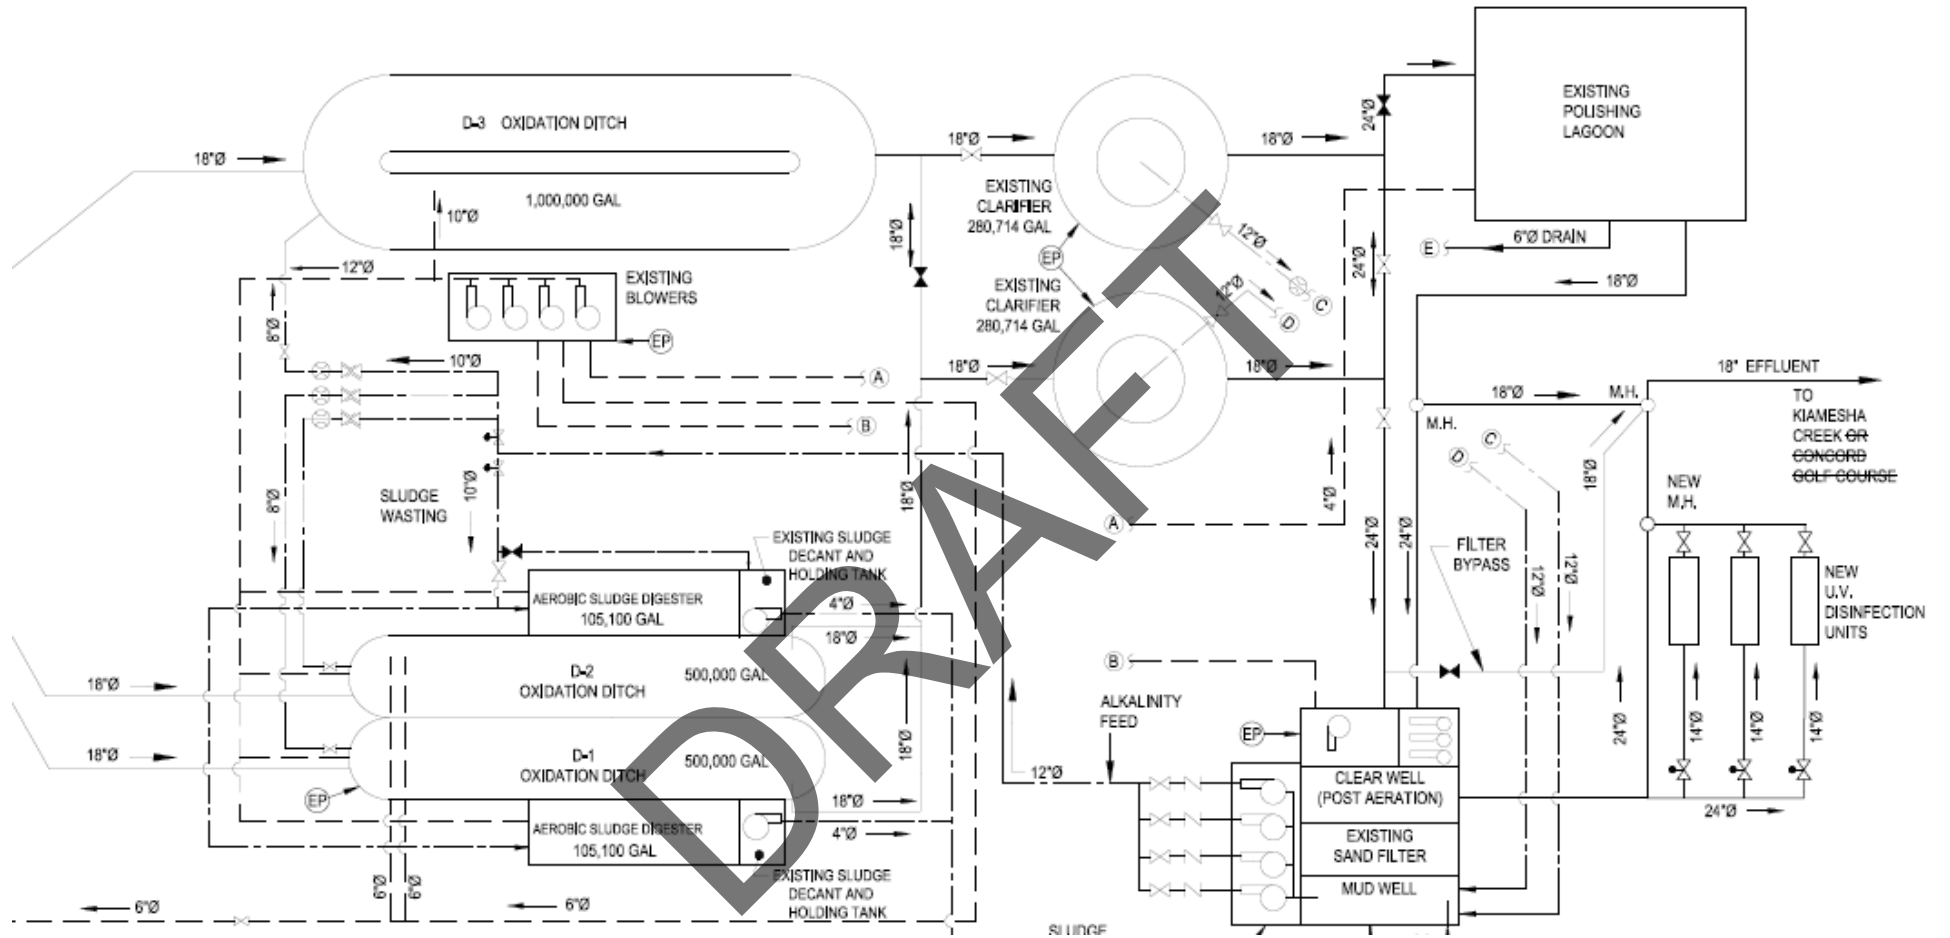 EXISTING
POLISHING
LAGOON
D-3 OXIDATION DITCH
1,000,000 GAL
18"Ø
18"Ø
18"Ø
24"Ø
10"Ø
EXISTING
CLARIFIER
280,714 GAL
EP
12"Ø
18"Ø
24"Ø
E
6"Ø DRAIN
18"Ø
12"Ø
EXISTING
BLOWERS
EP
EXISTING
CLARIFIER
280,714 GAL
12"Ø
C
D
8"Ø
10"Ø
A
B
18"Ø
18"Ø
18" EFFLUENT
TO
KIAMESHA
CREEK OR
CONCORD
GOLF COURSE
18"Ø
M.H.
M.H.
C
D
18"Ø
SLUDGE
WASTING
10"Ø
8"Ø
18"Ø
4"Ø
A
24"Ø
24"Ø
FILTER
BYPASS
12"Ø
12"Ø
NEW
M.H.
NEW
U.V.
DISINFECTION
UNITS
EXISTING SLUDGE
DECANT AND
HOLDING TANK
AEROBIC SLUDGE DIGESTER
105,100 GAL
4"Ø
18"Ø
18"Ø
D-2
OXIDATION DITCH
500,000 GAL
18"Ø
18"Ø
D-1
OXIDATION DITCH
500,000 GAL
EP
18"Ø
4"Ø
AEROBIC SLUDGE DIGESTER
105,100 GAL
EXISTING SLUDGE
DECANT AND
HOLDING TANK
6"Ø
6"Ø
6"Ø
6"Ø
B
ALKALINITY
FEED
EP
12"Ø
CLEAR WELL
(POST AERATION)
EXISTING
SAND FILTER
MUD WELL
24"Ø
14"Ø
14"Ø
14"Ø
24"Ø
SLUDGE
DRAFT